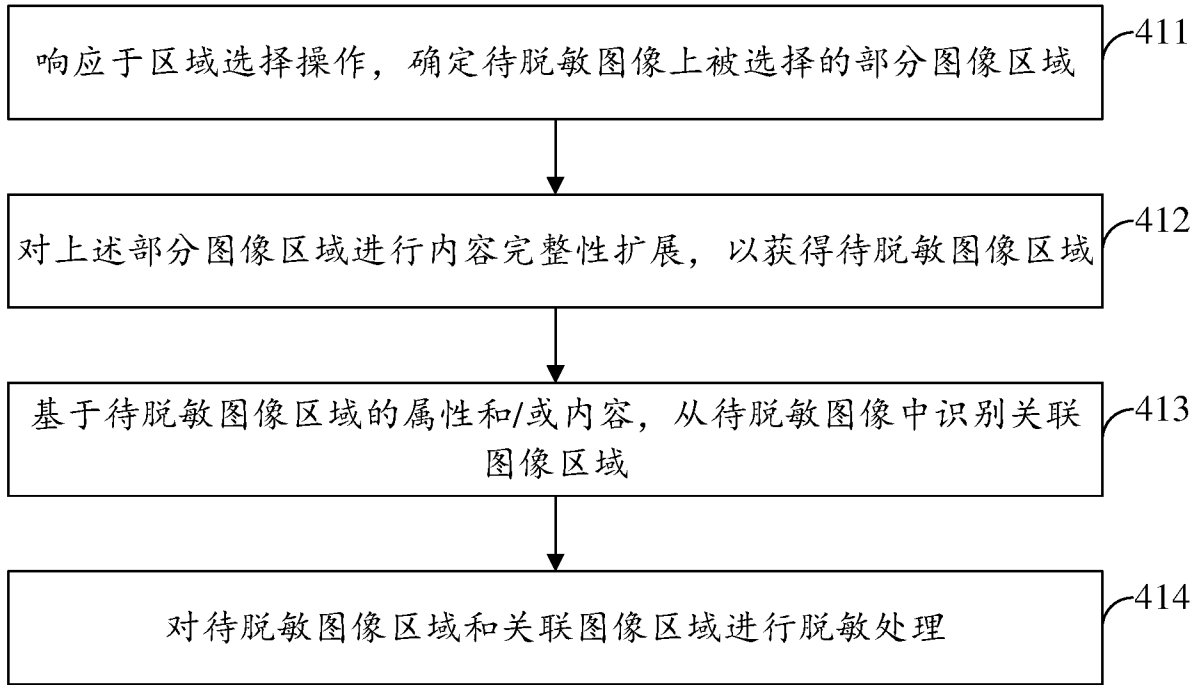 响应于区域选择操作，确定待脱敏图像上被选择的部分图像区域
411
对上述部分图像区域进行内容完整性扩展，以获得待脱敏图像区域
412
基于待脱敏图像区域的属性和/或内容，从待脱敏图像中识别关联
图像区域
413
对待脱敏图像区域和关联图像区域进行脱敏处理
414